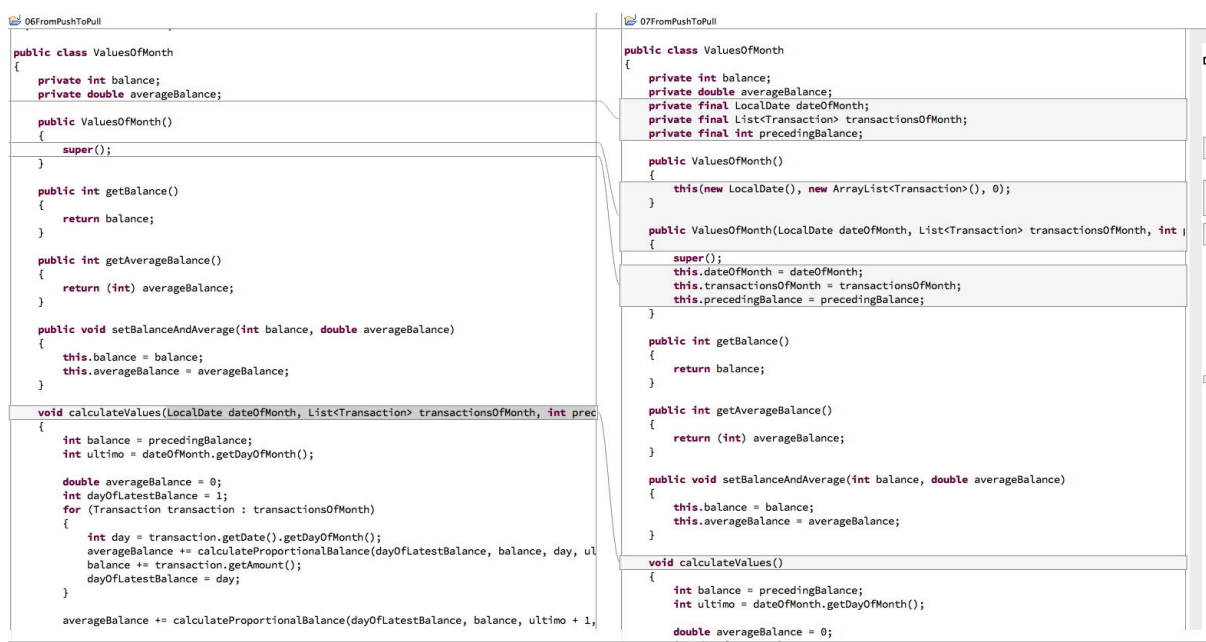 06FromPushToPull
public class ValuesOfMonth
{
private int balance;
private double averageBalance;
public ValuesOfMonth()
{
super();
}
public int getBalance()
{
return balance;
}
public int getAverageBalance()
{
return (int) averageBalance;
}
public void setBalanceAndAverage(int balance, double averageBalance)
{
this.balance = balance;
this.averageBalance = averageBalance;
}
void calculateValues(LocalDate dateOfMonth, List<Transaction> transactionsOfMonth, int prec
{
int balance = precedingBalance;
int ultimo = dateOfMonth.getDayOfMonth();
double averageBalance = 0;
int dayOfLatestBalance = 1;
for (Transaction transaction : transactionsOfMonth)
{
int day = transaction.getDate().getDayOfMonth();
averageBalance += calculateProportionalBalance(dayOfLatestBalance, balance, day, ul
balance += transaction.getAmount();
dayOfLatestBalance = day;
}
averageBalance += calculateProportionalBalance(dayOfLatestBalance, balance, ultimo + 1,
07FromPushToPull
public class ValuesOfMonth
{
private int balance;
private double averageBalance;
private final LocalDate dateOfMonth;
private final List<Transaction> transactionsOfMonth;
private final int precedingBalance;
public ValuesOfMonth()
{
this(new LocalDate(), new ArrayList<Transaction>(), 0);
}
public ValuesOfMonth(LocalDate dateOfMonth, List<Transaction> transactionsOfMonth, int
{
super();
this.dateOfMonth = dateOfMonth;
this.transactionsOfMonth = transactionsOfMonth;
this.precedingBalance = precedingBalance;
}
public int getBalance()
{
return balance;
}
public int getAverageBalance()
{
return (int) averageBalance;
}
public void setBalanceAndAverage(int balance, double averageBalance)
{
this.balance = balance;
this.averageBalance = averageBalance;
}
void calculateValues()
{
int balance = precedingBalance;
int ultimo = dateOfMonth.getDayOfMonth();
double averageBalance = 0;